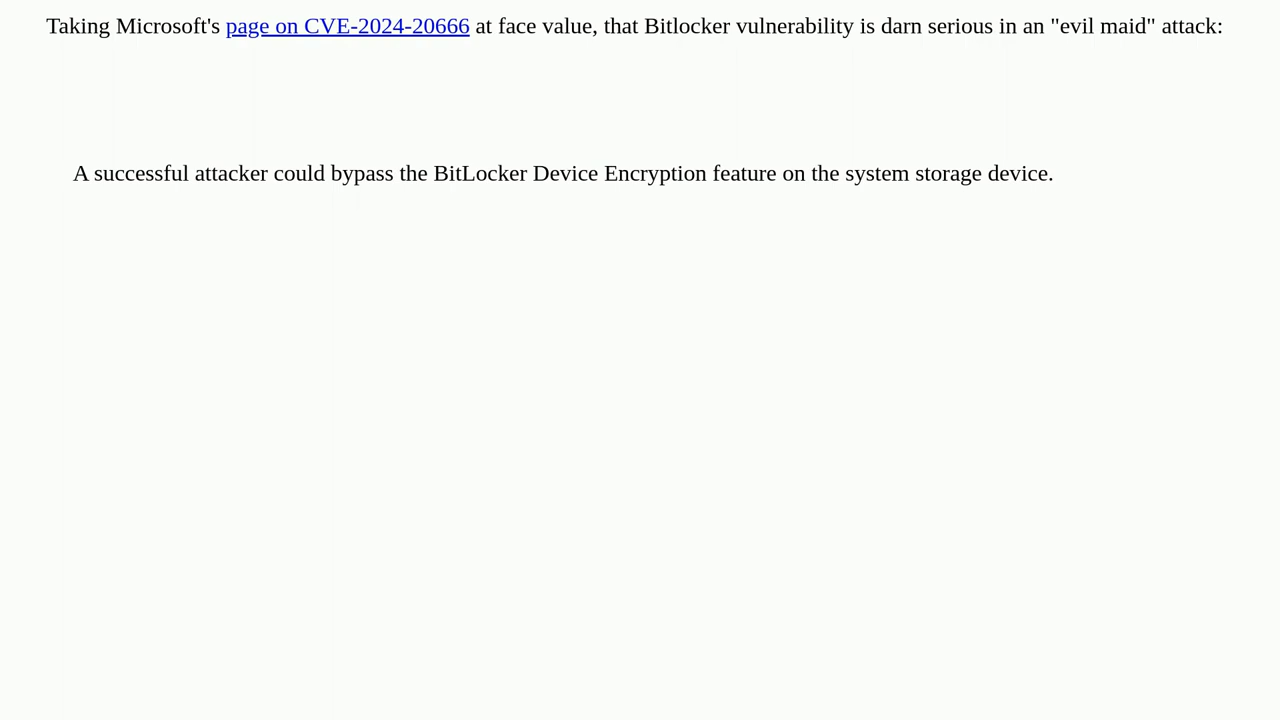 Taking Microsoft's page on CVE-2024-20666 at face value, that Bitlocker vulnerability is darn serious in an "evil maid" attack:
A successful attacker could bypass the BitLocker Device Encryption feature on the system storage device.